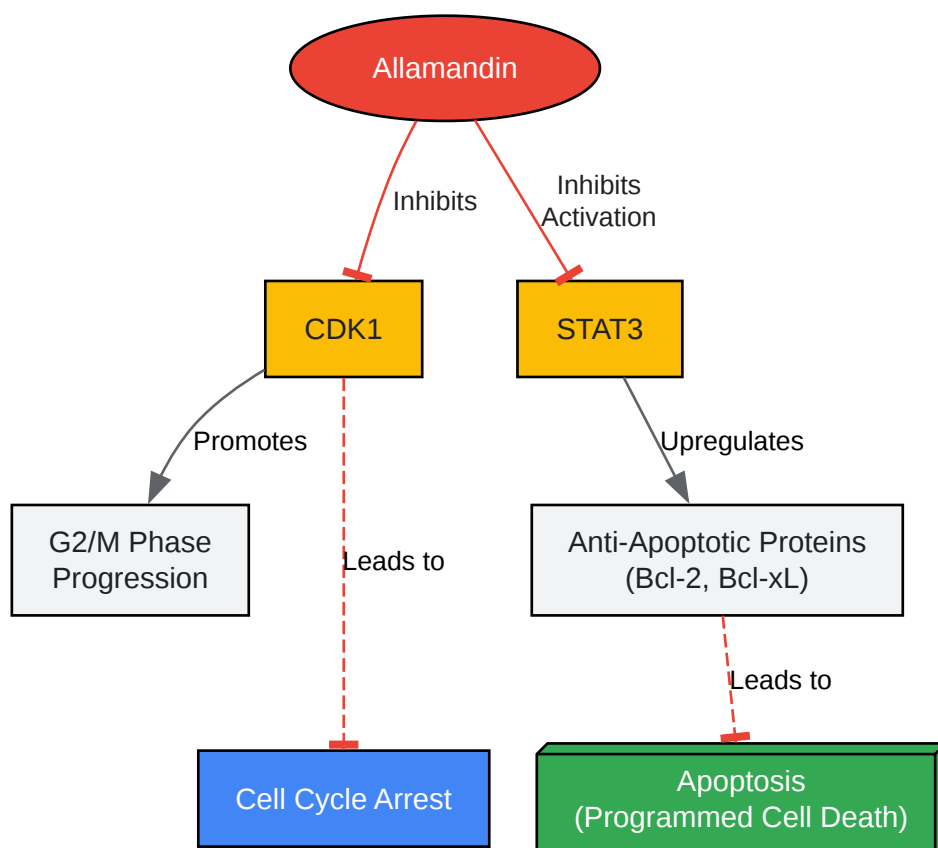 Allamandin
Inhibits
Inhibits
Activation
CDK1
STAT3
Promotes
Upregulates
G2/M Phase
Progression
Leads to
Anti-Apoptotic Proteins
(Bcl-2, Bcl-xL)
Leads to
Cell Cycle Arrest
Apoptosis
(Programmed Cell Death)